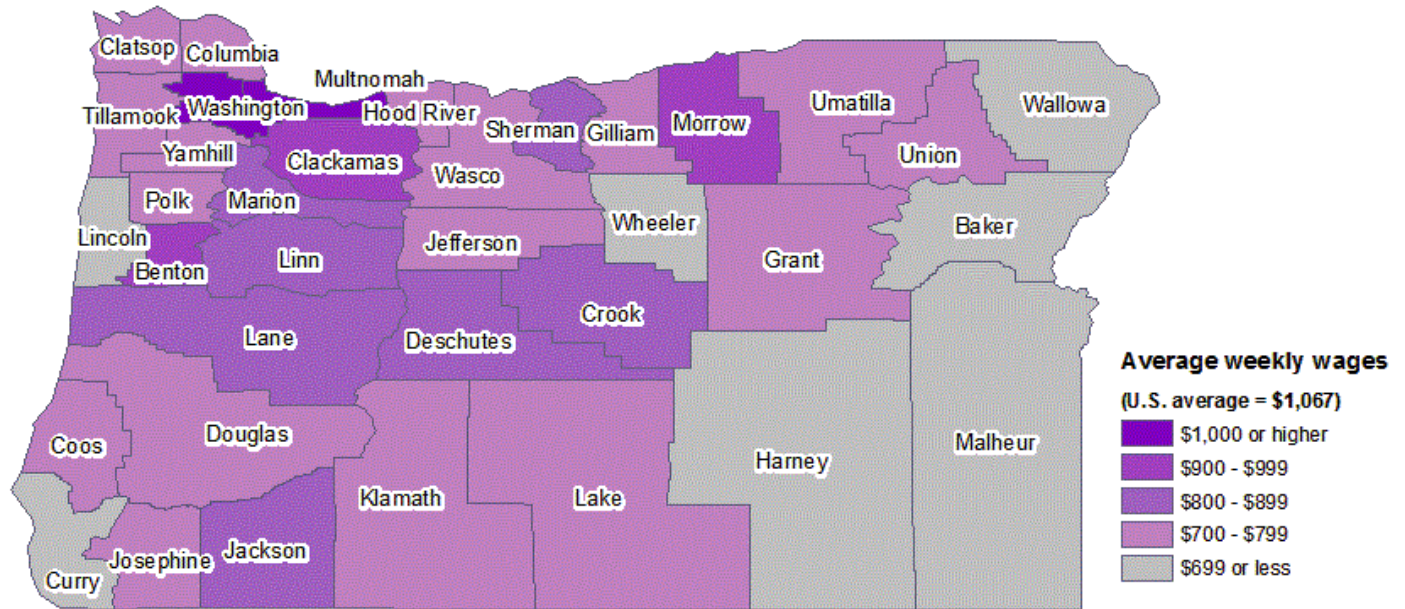 Clatsop
Columbia
Multnomah
Washington
Tillamook
Hood River
Yamhill
Clackamas
Sherman
Gilliam
Morrow
Umatilla
Wallowa
Union
Wasco
Polk
Marion
Lincoln
Benton
Linn
Jefferson
Wheeler
Grant
Baker
Lane
Deschutes
Crook
Coos
Douglas
Klamath
Lake
Harney
Malheur
Curry
Josephine
Jackson
Average weekly wages
(U.S. average = $1,067)
$1,000 or higher
$900 - $999
$800 - $899
$700 - $799
$699 or less